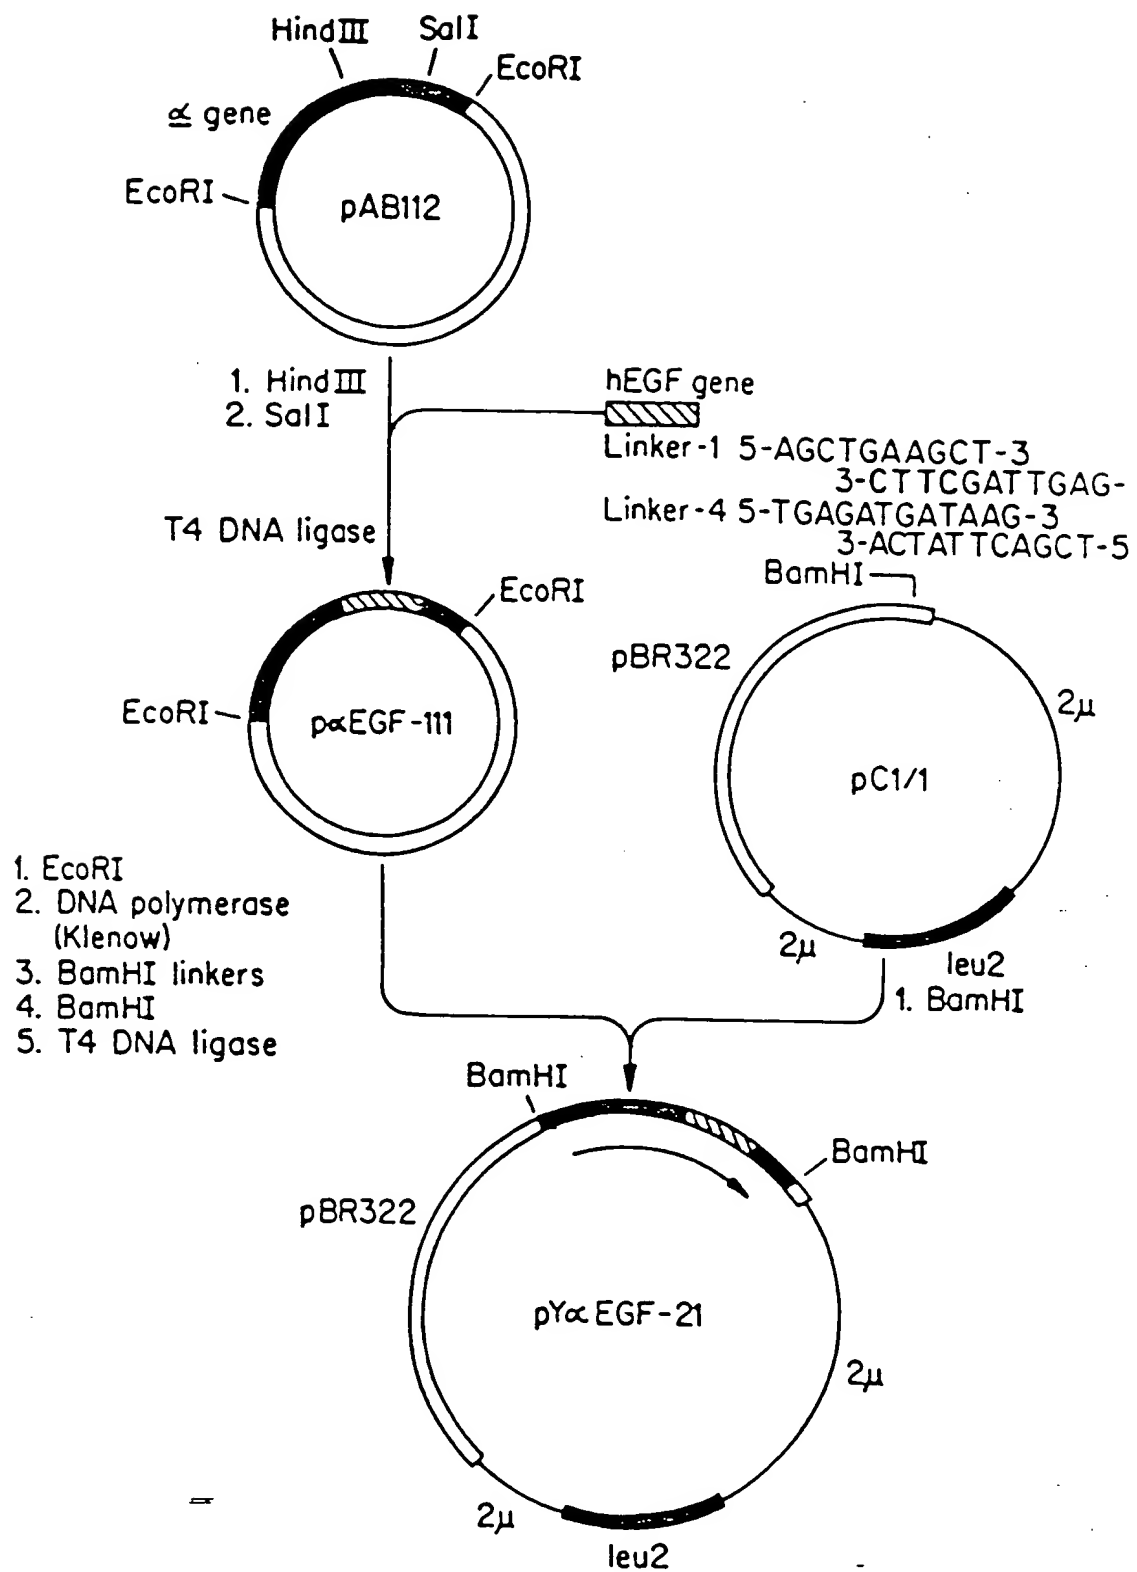 HindIII
SalI
EcoRI
α gene
EcoRI
pAB112
1. HindIII
2. SalI
hEGF gene
Linker-1 5-AGCTGAAGCT-3
3-CTTCGATTGAG-
Linker-4 5-TGAGATGATAAG-3
3-ACTATTCAGCT-5
T4 DNA ligase
BamHI
EcoRI
pBR322
2μ
EcoRI
pαEGF-111
pC1/1
1. EcoRI
2. DNA polymerase
(Klenow)
3. BamHI linkers
4. BamHI
5. T4 DNA ligase
2μ
leu2
1. BamHI
BamHI
BamHI
pBR322
pYαEGF-21
2μ
2μ
leu2